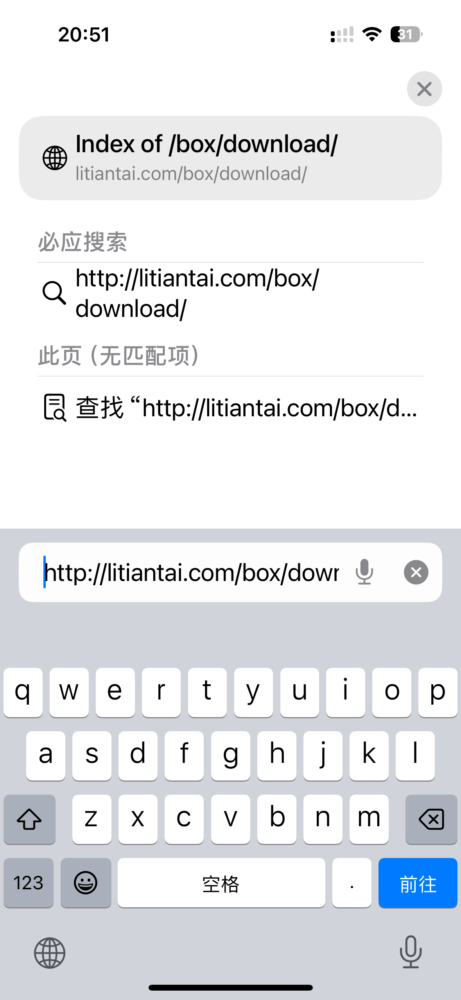 20:51
31
Index of /box/download/
litiantai.com/box/download/
必应搜索
http://litiantai.com/box/
download/
此页（无匹配项）
查找 “http://litiantai.com/box/d...
http://litiantai.com/box/dow
q w e r t y u i o p
a s d f g h j k l
z x c v b n m
123 空格 . 前往